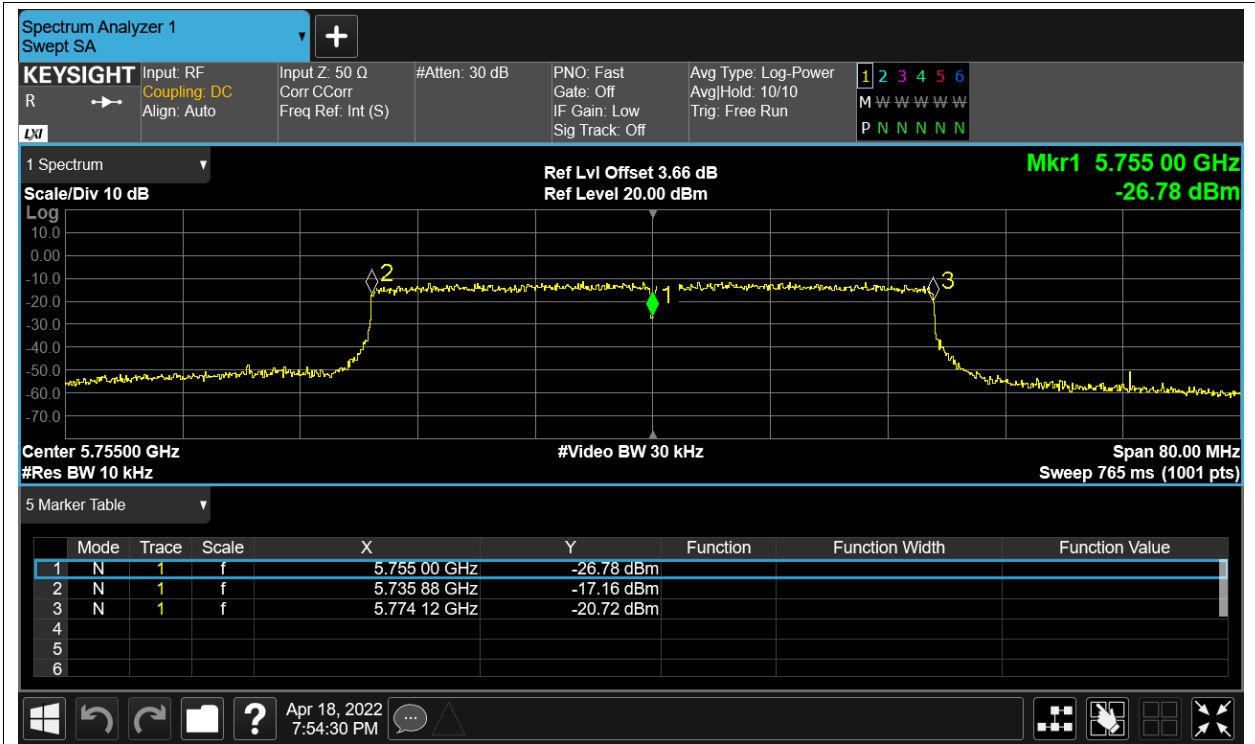 Spectrum Analyzer 1
Swept SA
KEYSIGHT
R
LXI
Input: RF
Coupling: DC
Align: Auto
Input Z: 50 Ω
Corr CCorr
Freq Ref: Int (S)
#Atten: 30 dB
PNO: Fast
Gate: Off
IF Gain: Low
Sig Track: Off
Avg Type: Log-Power
Avg|Hold: 10/10
Trig: Free Run
1 2 3 4 5 6
M W W W W W
P N N N N N
1 Spectrum
Scale/Div 10 dB
Ref Lvl Offset 3.66 dB
Ref Level 20.00 dBm
Mkr1 5.755 00 GHz
-26.78 dBm
Log
10.0
0.00
-10.0
-20.0
-30.0
-40.0
-50.0
-60.0
-70.0
2
1
3
Center 5.75500 GHz
#Video BW 30 kHz
Span 80.00 MHz
#Res BW 10 kHz
Sweep 765 ms (1001 pts)
5 Marker Table
Mode Trace Scale X Y Function Function Width Function Value
1 N 1 f 5.755 00 GHz -26.78 dBm
2 N 1 f 5.735 88 GHz -17.16 dBm
3 N 1 f 5.774 12 GHz -20.72 dBm
4
5
6
?
Apr 18, 2022
7:54:30 PM